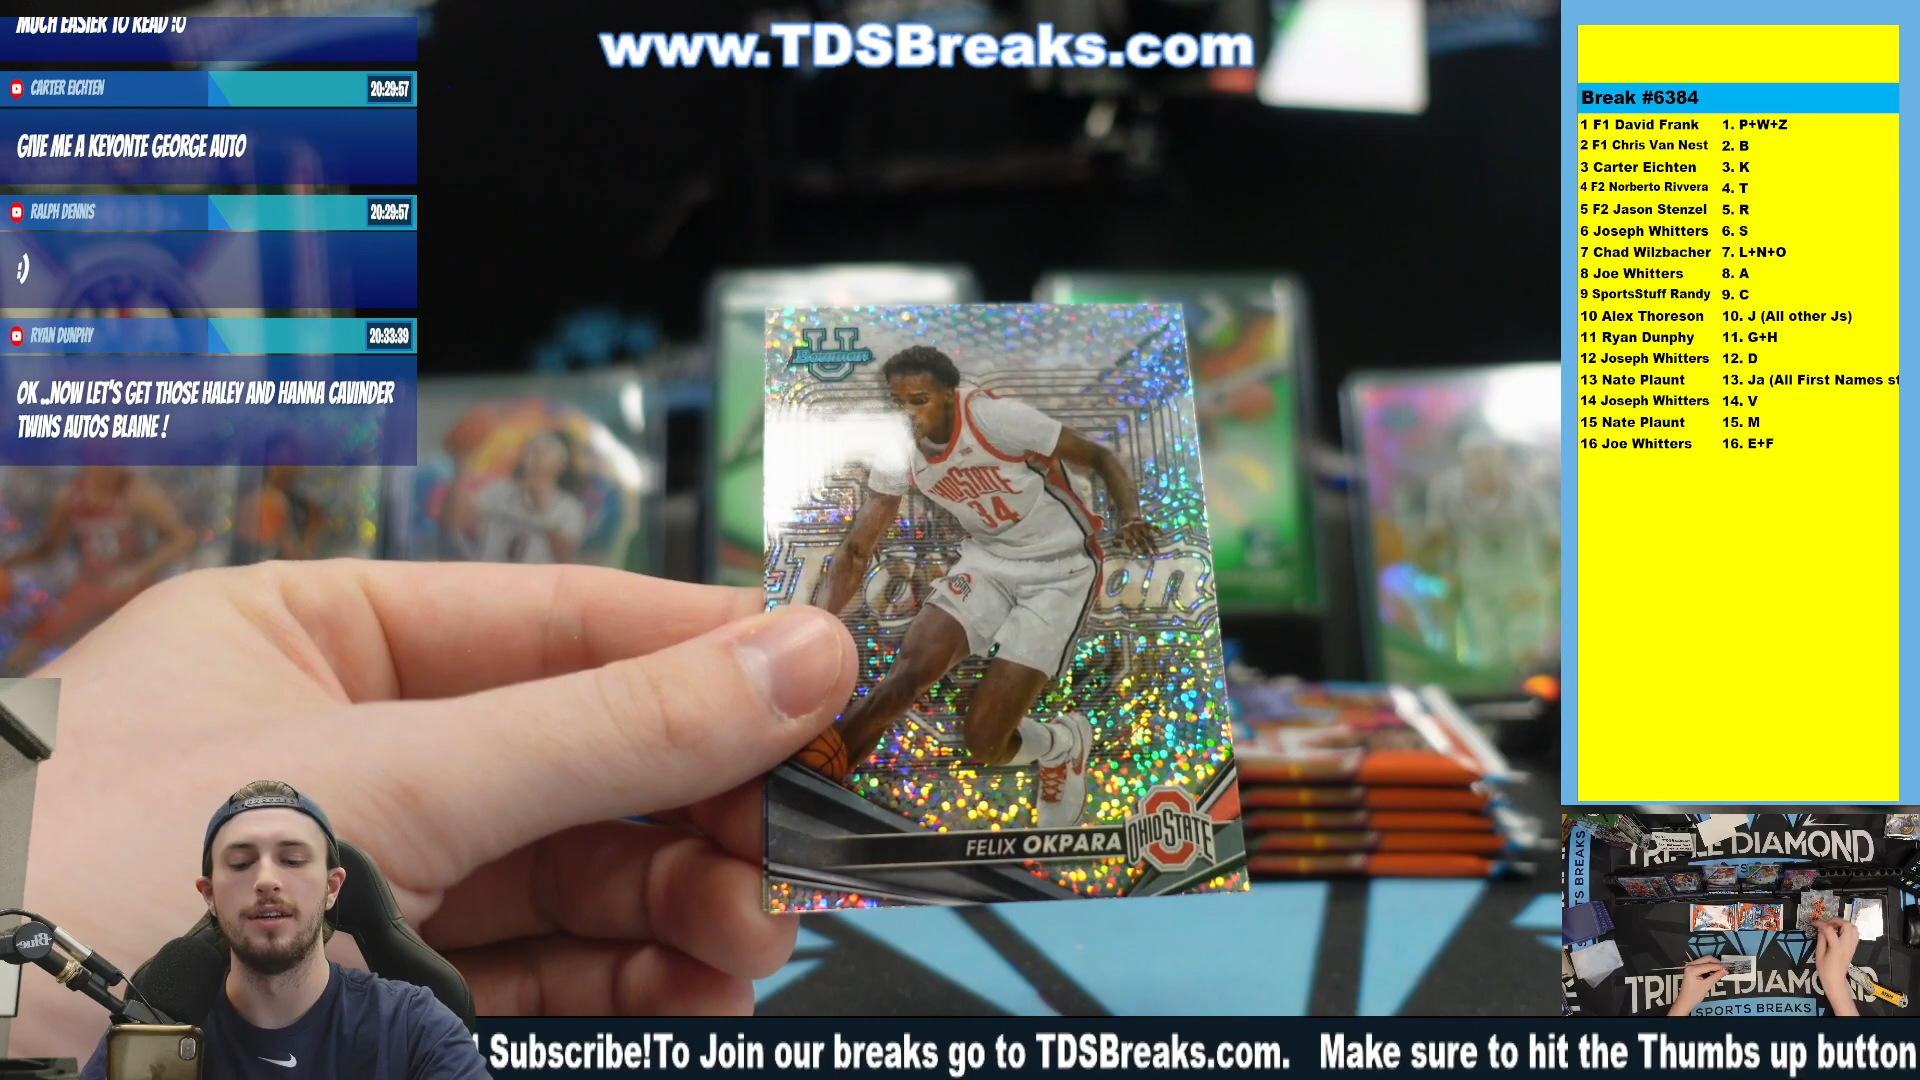 MUCH EASIER TO READ :O
CARTER EICHTEN
20:29:57
GIVE ME A KEYONTE GEORGE AUTO
RALPH DENNIS
20:29:57
:)
RYAN DUNPHY
20:33:39
OK ..NOW LET'S GET THOSE HALEY AND HANNA CAVINDER
TWINS AUTOS BLAINE !
www.TDSBreaks.com
U
Bowman
OHIO STATE
34
FELIX OKPARA
OHIO STATE
Blue
Break #6384
1 F1 David Frank 1. P+W+Z
2 F1 Chris Van Nest 2. B
3 Carter Eichten 3. K
4 F2 Norberto Rivvera 4. T
5 F2 Jason Stenzel 5. R
6 Joseph Whitters 6. S
7 Chad Wilzbacher 7. L+N+O
8 Joe Whitters 8. A
9 SportsStuff Randy 9. C
10 Alex Thoreson 10. J (All other Js)
11 Ryan Dunphy 11. G+H
12 Joseph Whitters 12. D
13 Nate Plaunt 13. Ja (All First Names st
14 Joseph Whitters 14. V
15 Nate Plaunt 15. M
16 Joe Whitters 16. E+F
TRIPLE DIAMOND
S BREAKS
TRIPLE DIAMOND
SPORTS BREAKS
! Subscribe!To Join our breaks go to TDSBreaks.com. Make sure to hit the Thumbs up button